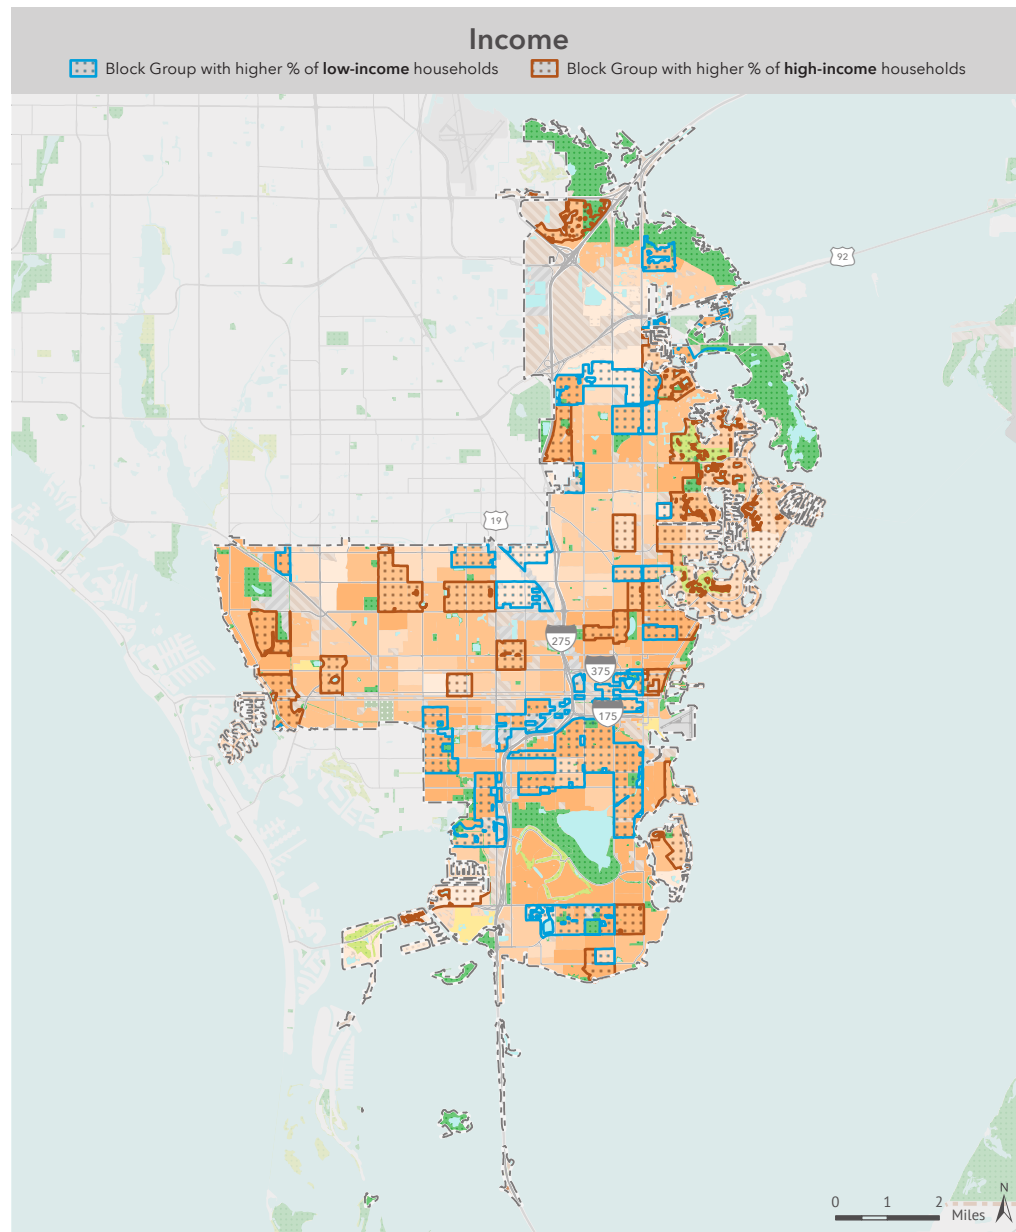 Income
Block Group with higher % of low-income households
Block Group with higher % of high-income households
92
19
275
375
175
0 1 2
Miles
N